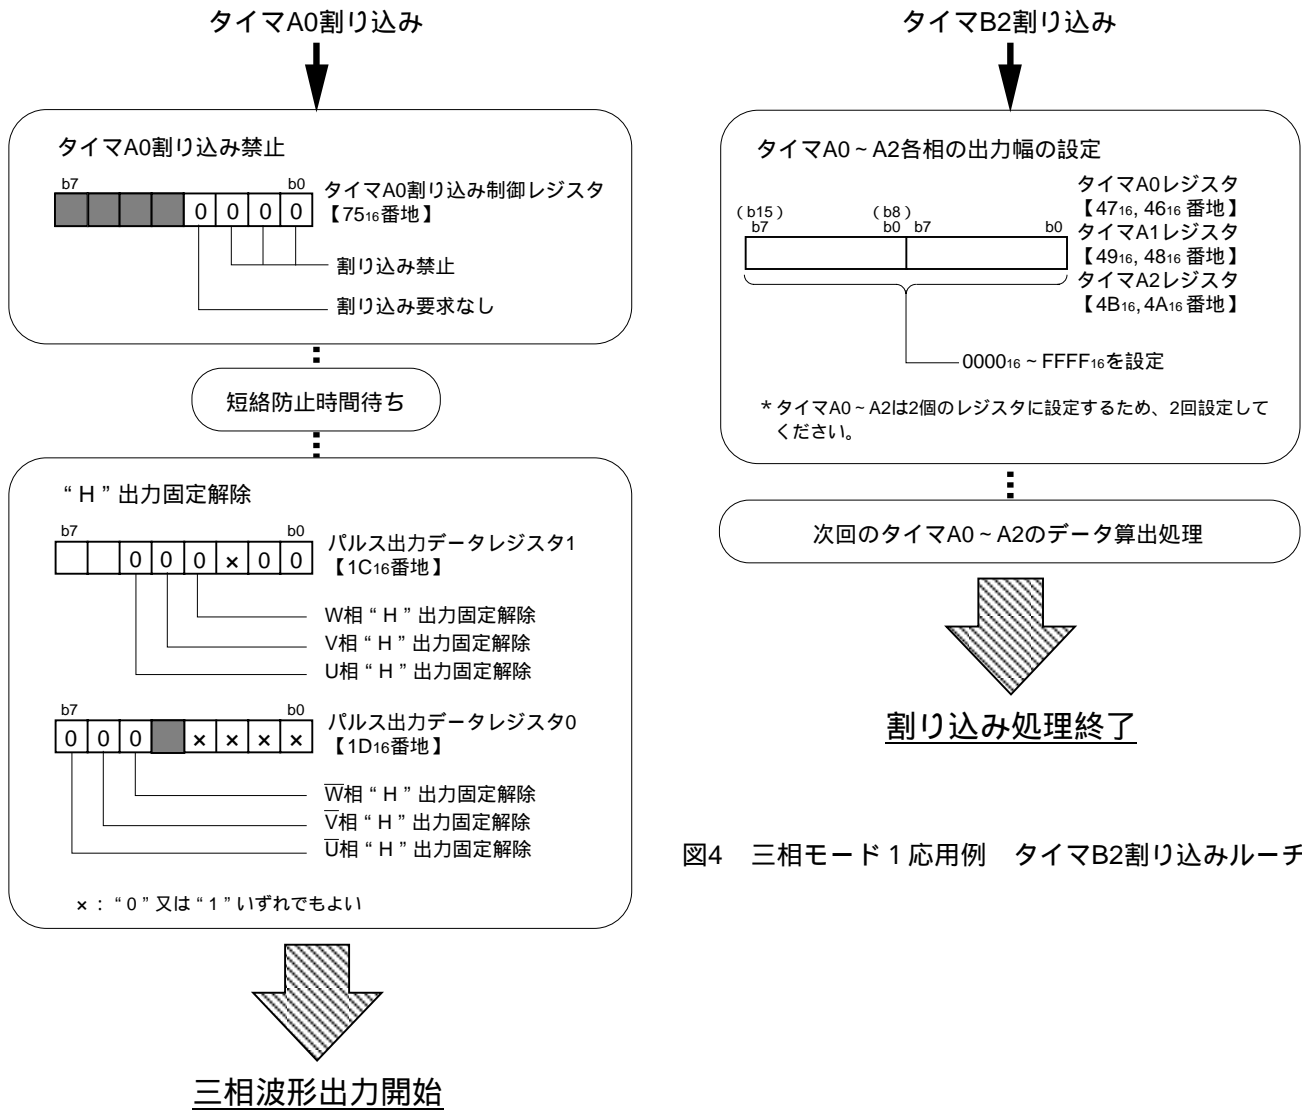 タイマA0割り込み
タイマA0割り込み禁止
b7 b0
0 0 0 0
タイマA0割り込み制御レジスタ
【75₁₆番地】
割り込み禁止
割り込み要求なし
短絡防止時間待ち
“H”出力固定解除
b7 b0
0 0 0 × 0 0
パルス出力データレジスタ1
【1C₁₆番地】
W相“H”出力固定解除
V相“H”出力固定解除
U相“H”出力固定解除
b7 b0
0 0 0 × × × ×
パルス出力データレジスタ0
【1D₁₆番地】
W̅相“H”出力固定解除
V̅相“H”出力固定解除
U̅相“H”出力固定解除
×：“0”又は“1”いずれでもよい
三相波形出力開始
タイマB2割り込み
タイマA0~A2各相の出力幅の設定
タイマA0レジスタ
【47₁₆, 46₁₆ 番地】
タイマA1レジスタ
【49₁₆, 48₁₆ 番地】
タイマA2レジスタ
【4B₁₆, 4A₁₆ 番地】
（b15） （b8）
b7 b0 b7 b0
0000₁₆~FFFF₁₆を設定
*タイマA0~A2は2個のレジスタに設定するため、2回設定して
ください。
次回のタイマA0~A2のデータ算出処理
割り込み処理終了
図4　三相モード1応用例　タイマB2割り込みルーチ